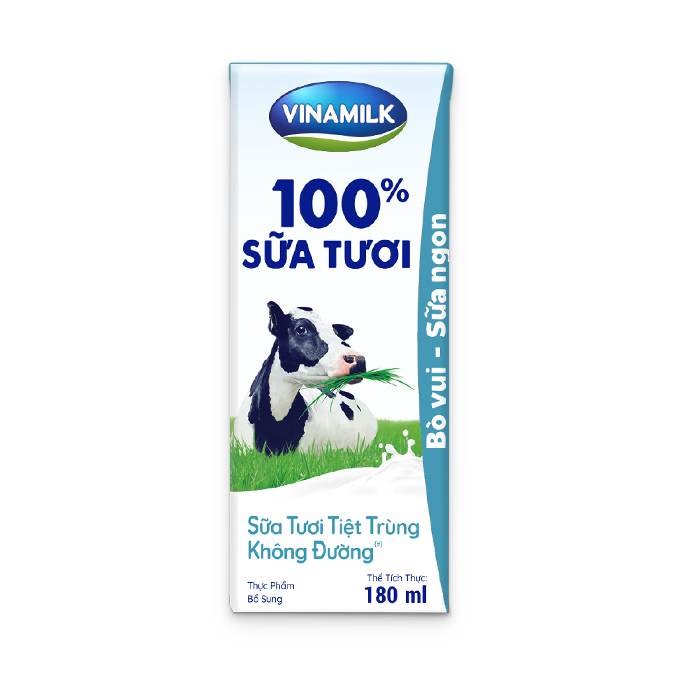 VINAMILK
100%
SỮA TƯƠI
Bò vui - Sữa ngon
Sữa Tươi Tiệt Trùng
Không Đường(*)
Thực Phẩm
Bổ Sung
Thể Tích Thực:
180 ml